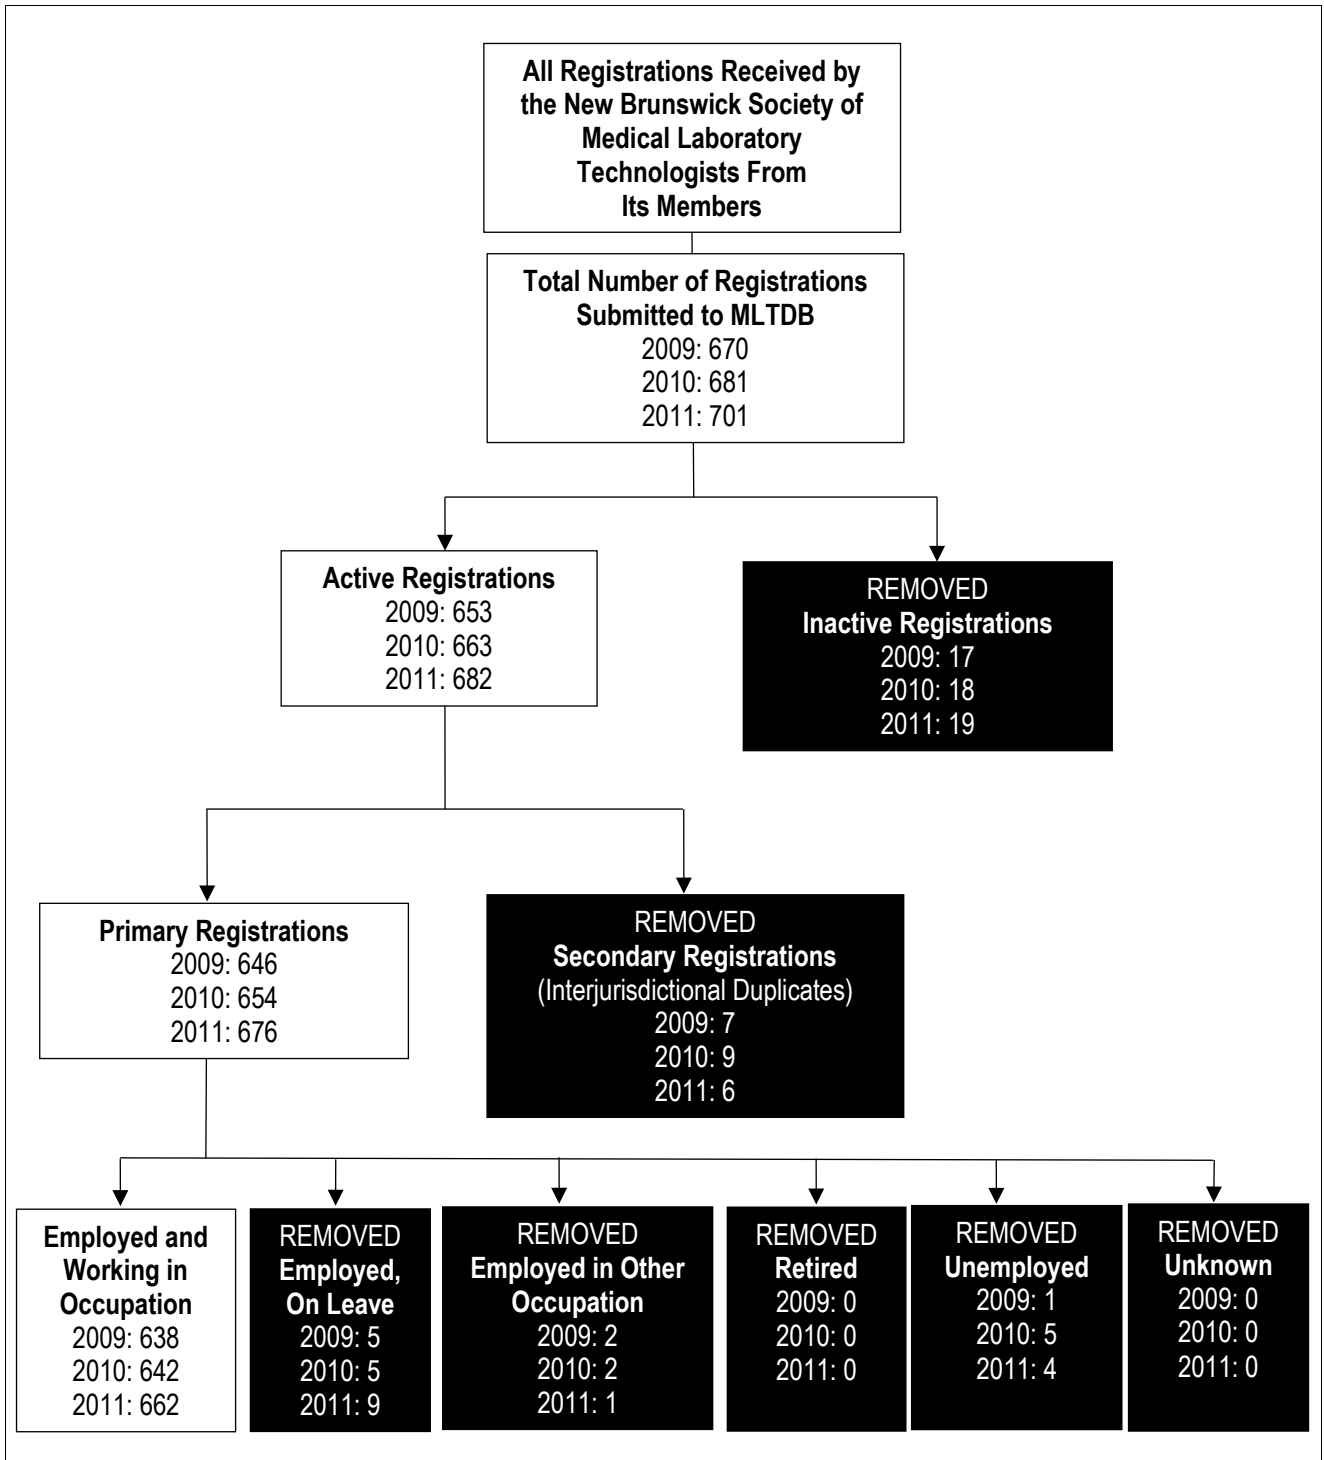 All Registrations Received by
the New Brunswick Society of
Medical Laboratory
Technologists From
Its Members
Total Number of Registrations
Submitted to MLTDB
2009: 670
2010: 681
2011: 701
Active Registrations
2009: 653
2010: 663
2011: 682
REMOVED
Inactive Registrations
2009: 17
2010: 18
2011: 19
Primary Registrations
2009: 646
2010: 654
2011: 676
REMOVED
Secondary Registrations
(Interjurisdictional Duplicates)
2009: 7
2010: 9
2011: 6
Employed and
Working in
Occupation
2009: 638
2010: 642
2011: 662
REMOVED
Employed,
On Leave
2009: 5
2010: 5
2011: 9
REMOVED
Employed in Other
Occupation
2009: 2
2010: 2
2011: 1
REMOVED
Retired
2009: 0
2010: 0
2011: 0
REMOVED
Unemployed
2009: 1
2010: 5
2011: 4
REMOVED
Unknown
2009: 0
2010: 0
2011: 0